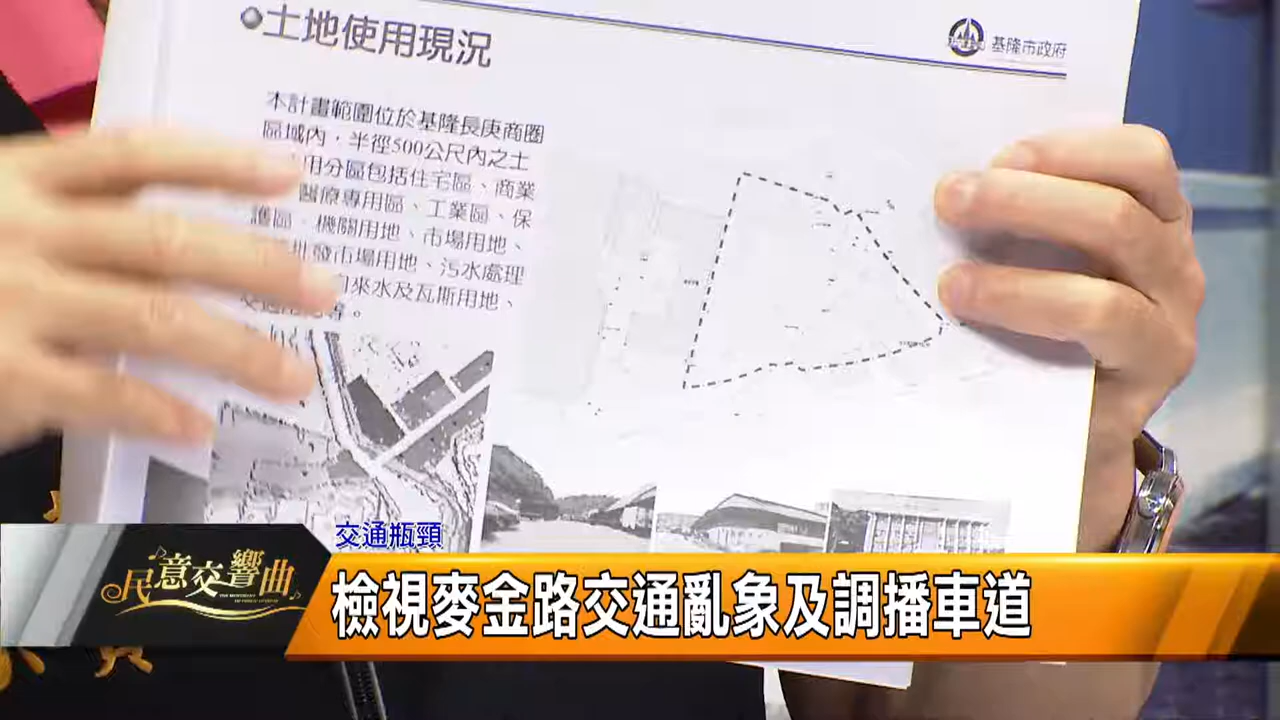 土地使用現況
基隆市政府
本計畫範圍位於基隆長庚商圈
區域內，半徑500公尺內之土
用分區包括住宅區、商業
醫療專用區、工業區、保
護區、機關用地、市場用地、
批發市場用地、污水處理
來水及瓦斯用地、
等。
交通瓶頸
民意交響曲
檢視麥金路交通亂象及調播車道